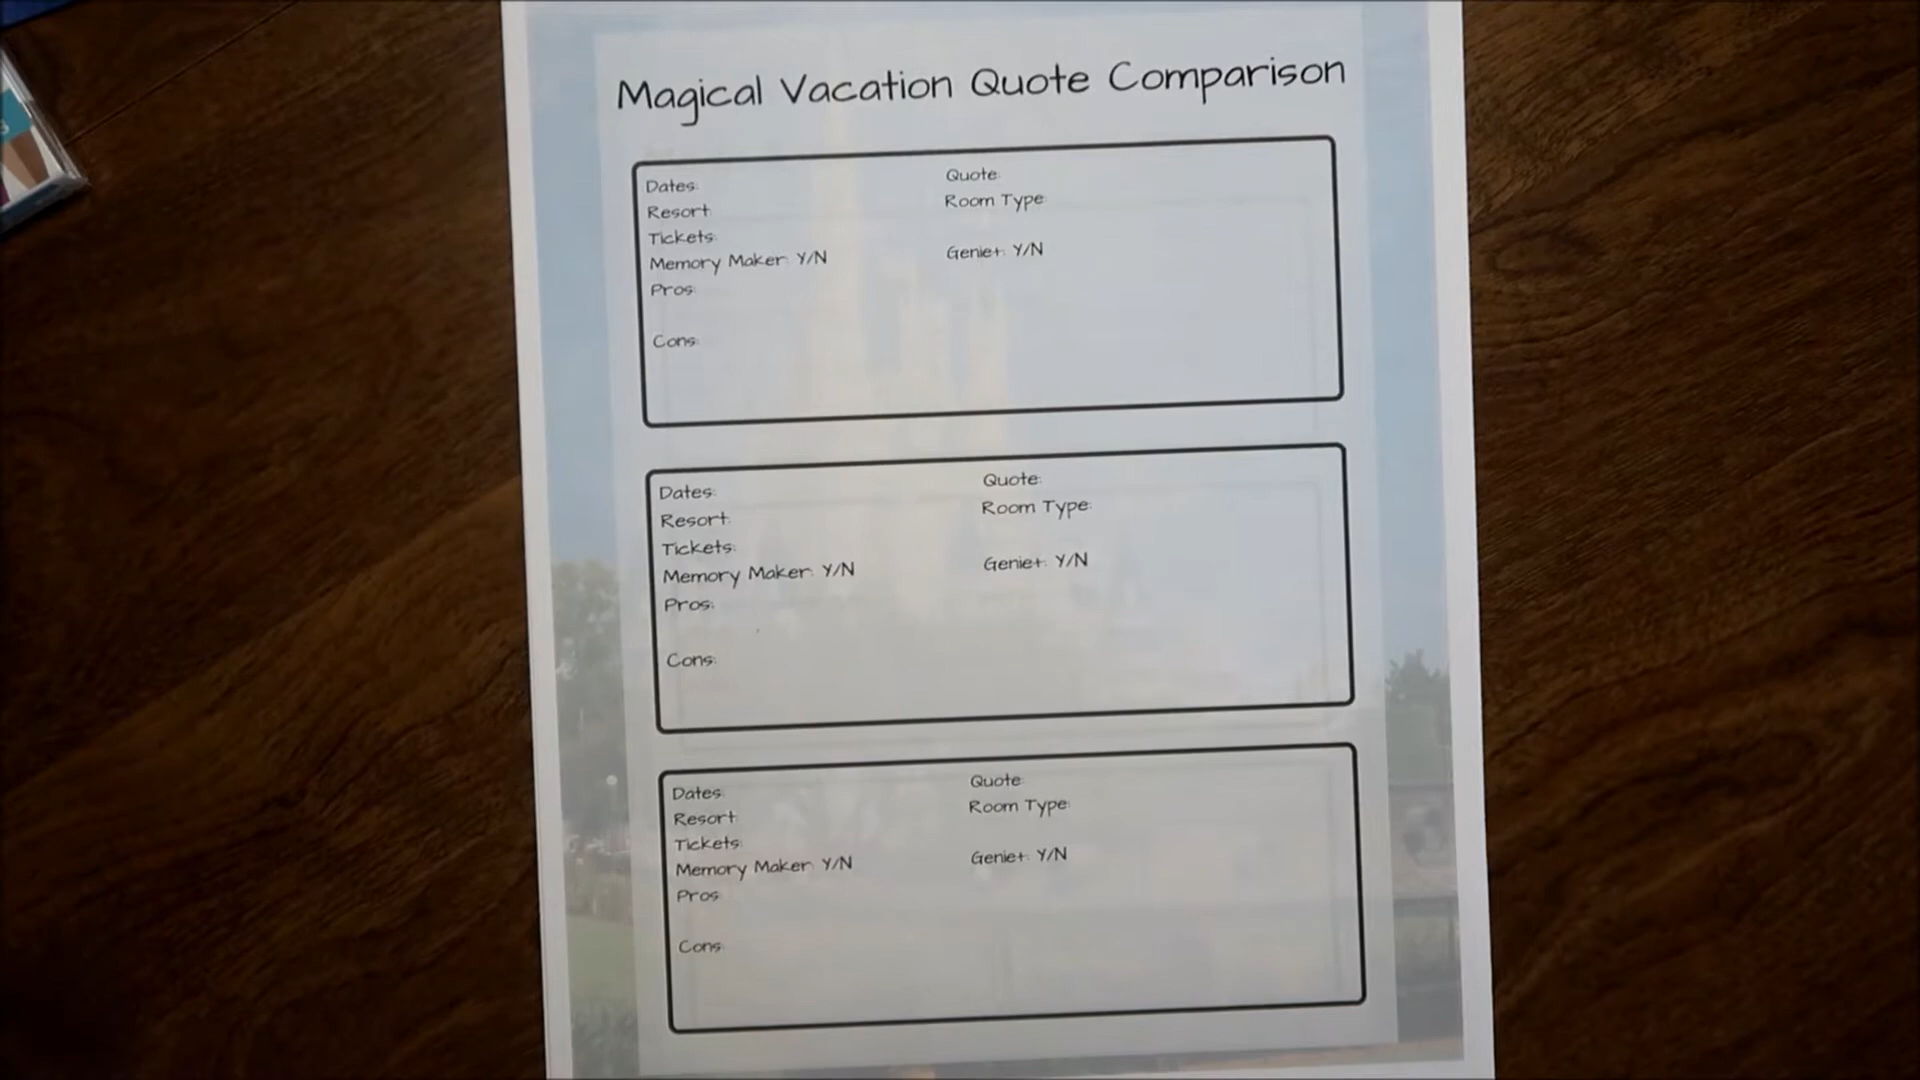 Magical Vacation Quote Comparison
Dates: Quote:
Resort: Room Type:
Tickets:
Memory Maker: Y/N Genie+: Y/N
Pros:
Cons:
Dates: Quote:
Resort: Room Type:
Tickets:
Memory Maker: Y/N Genie+: Y/N
Pros:
Cons:
Dates: Quote:
Resort: Room Type:
Tickets:
Memory Maker: Y/N Genie+: Y/N
Pros:
Cons: